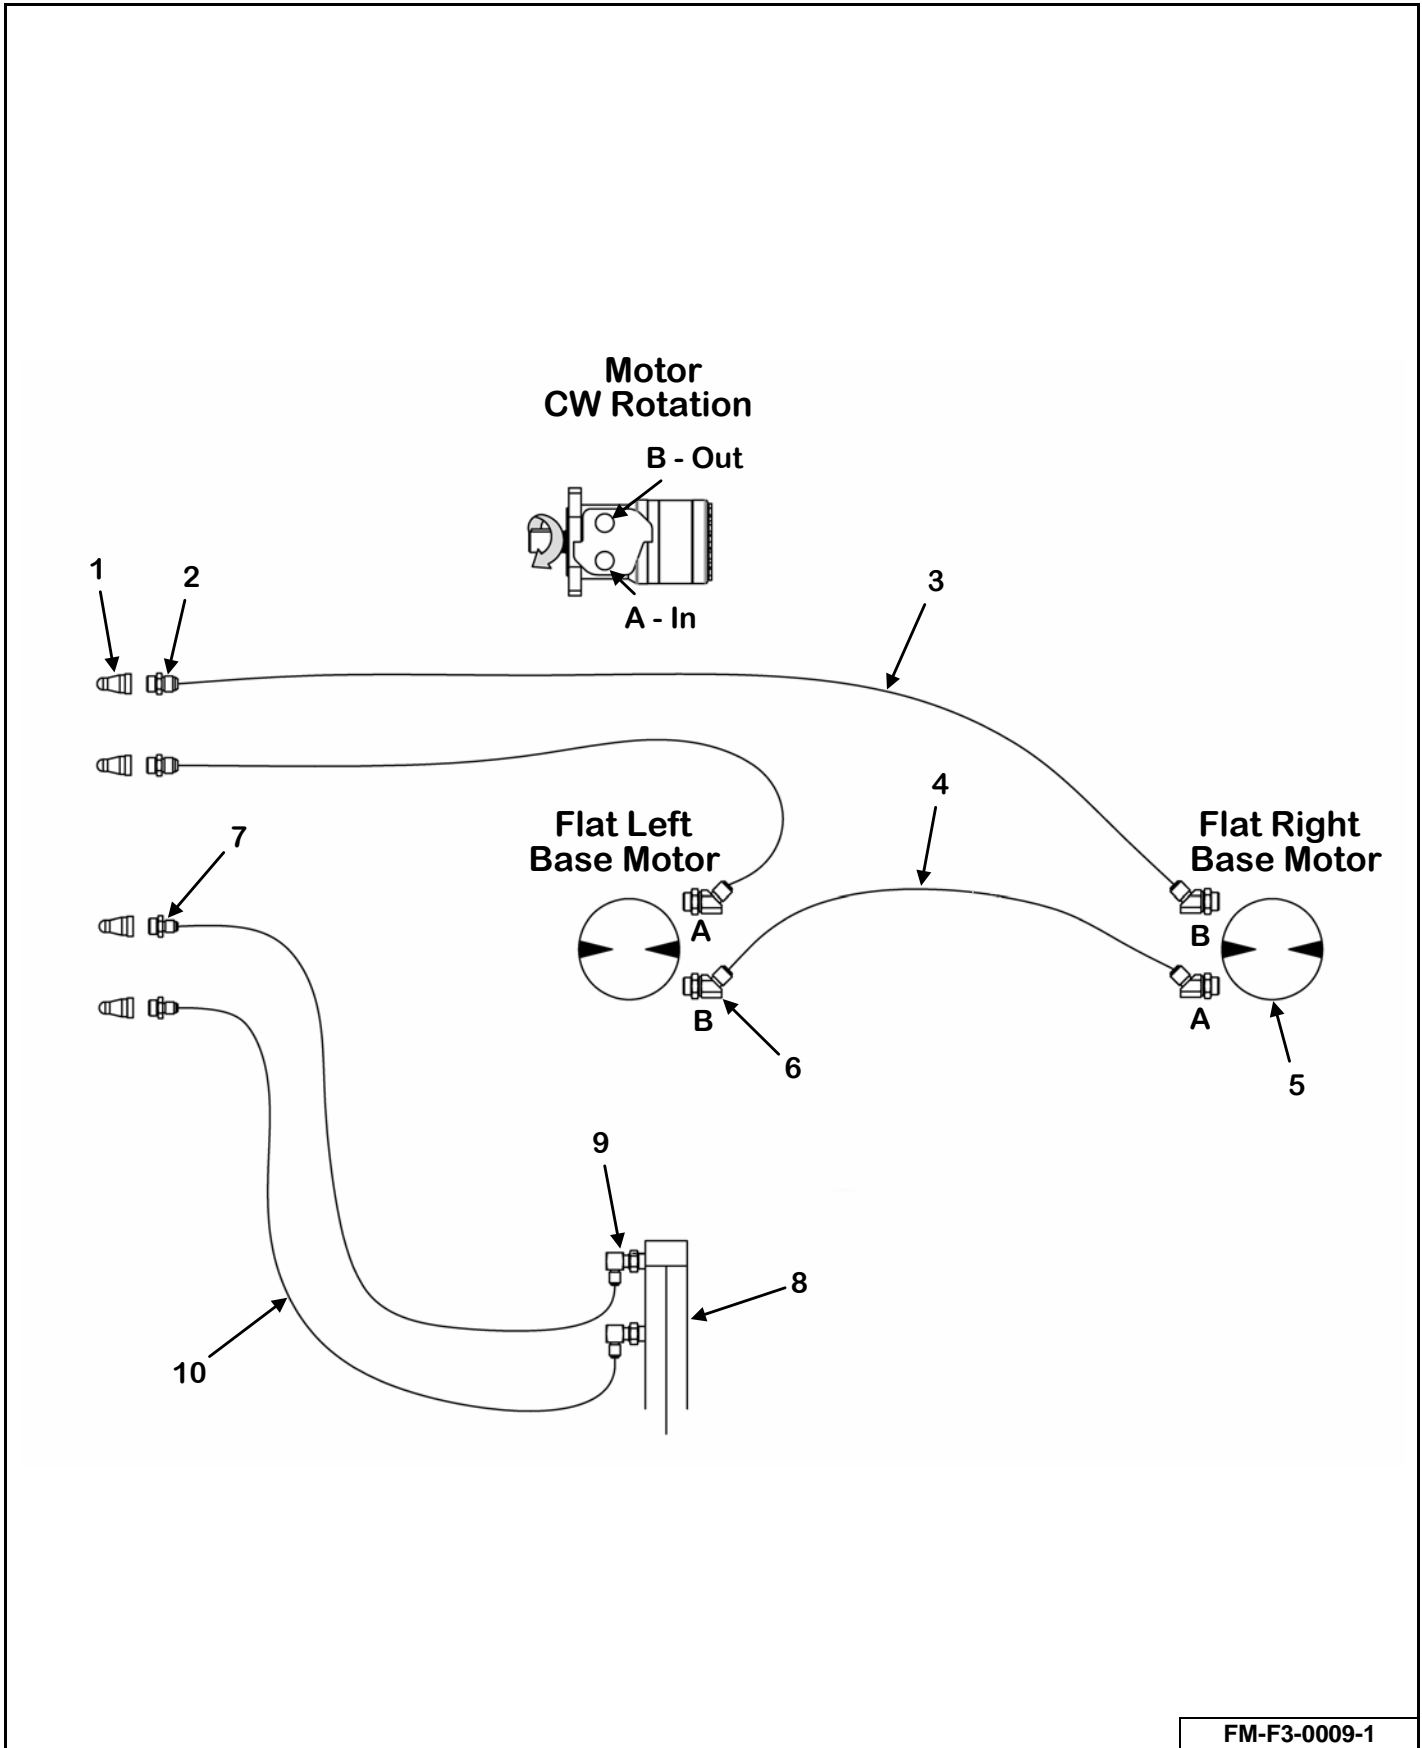 Motor
CW Rotation
B - Out
A - In
1
2
3
4
Flat Left
Base Motor
Flat Right
Base Motor
7
A
B
B
A
6
5
9
8
10
FM-F3-0009-1